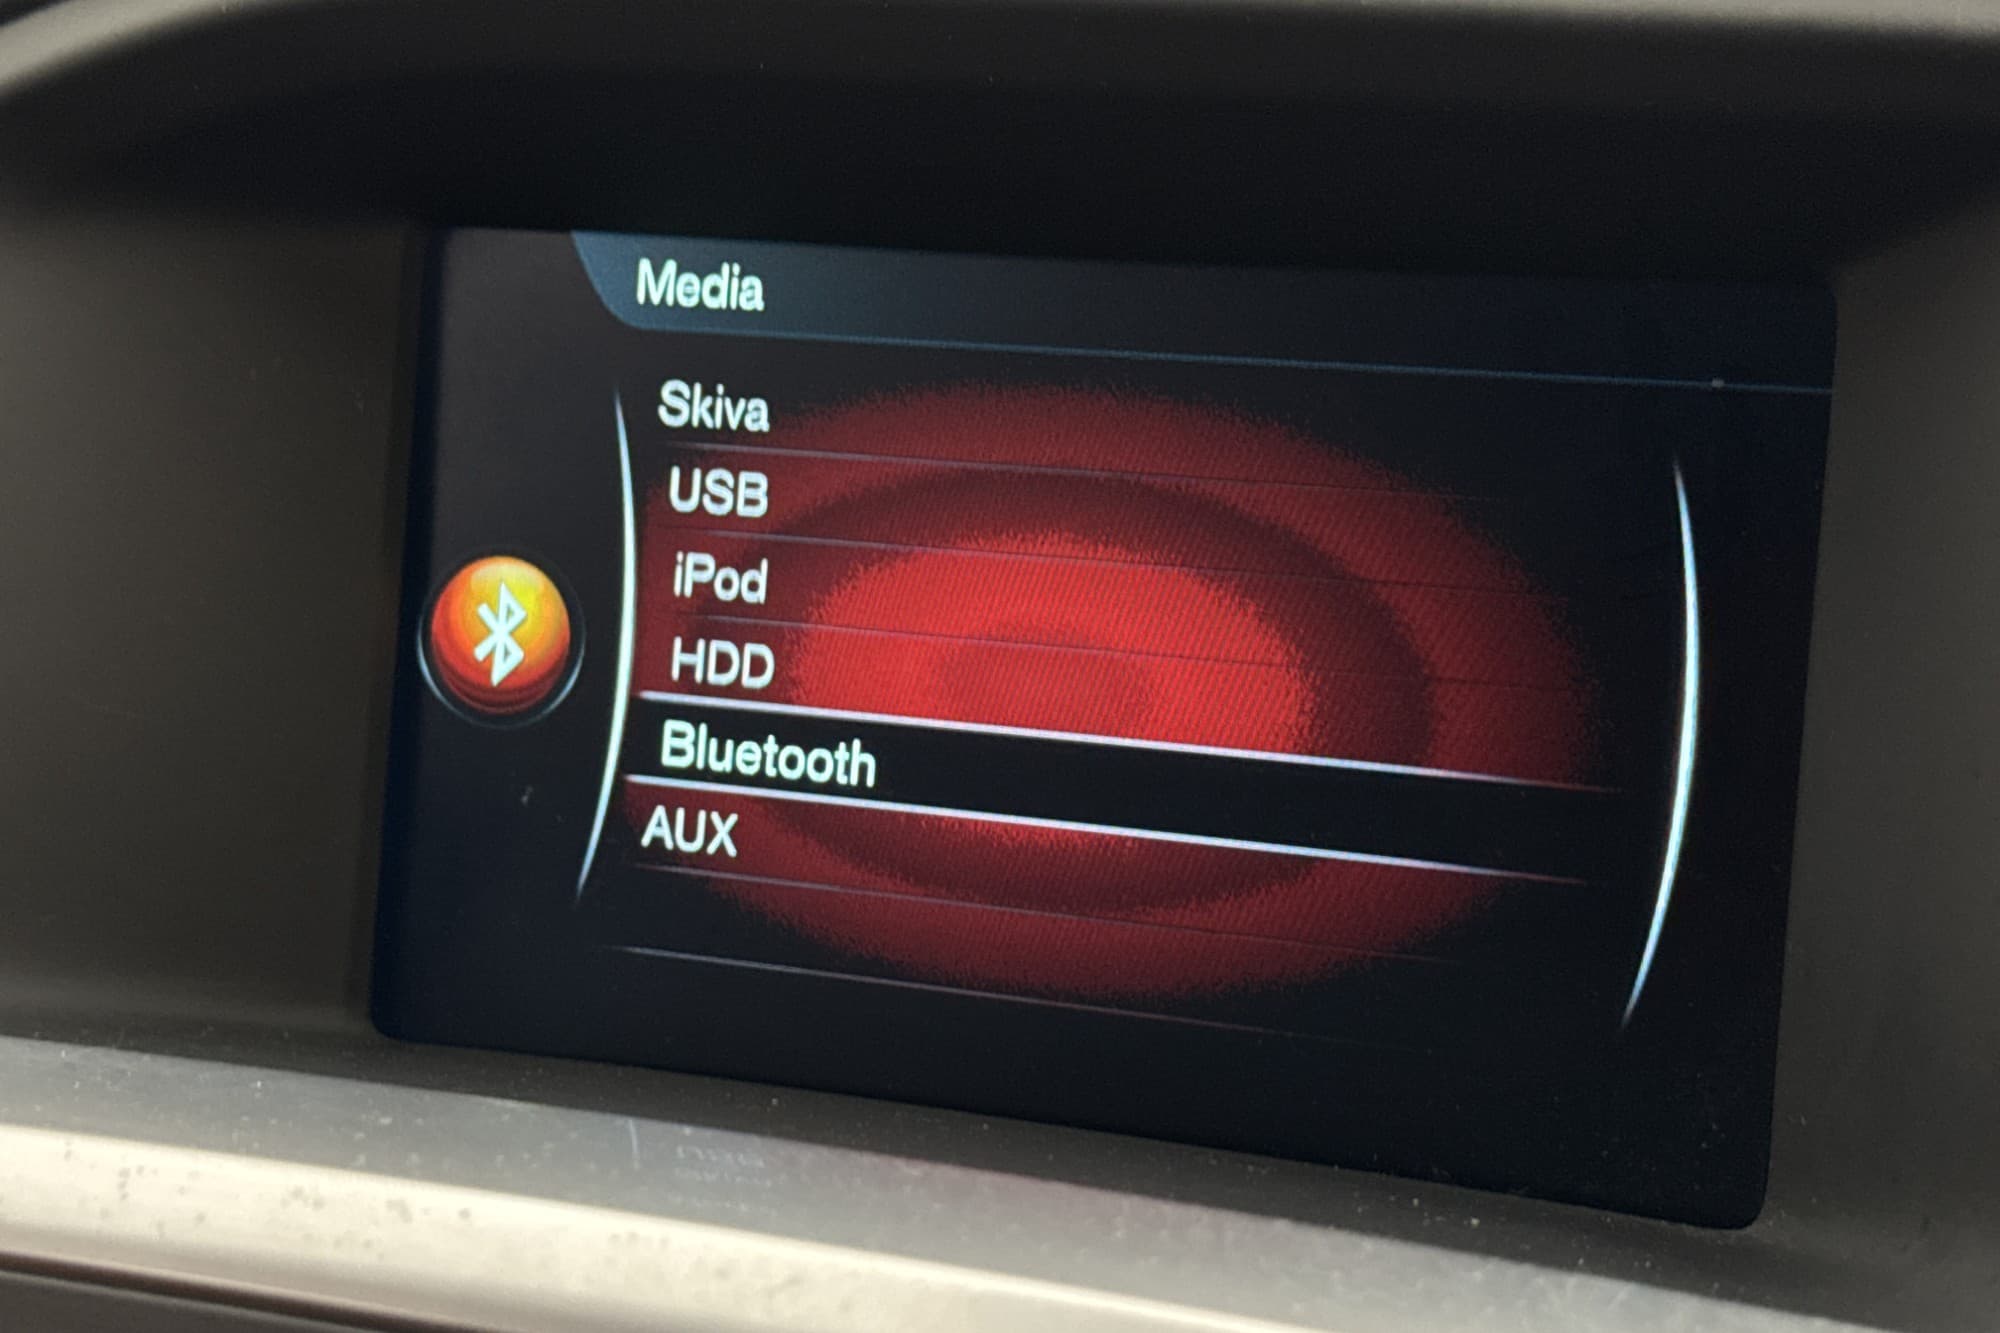 Media
Skiva
USB
iPod
HDD
Bluetooth
AUX